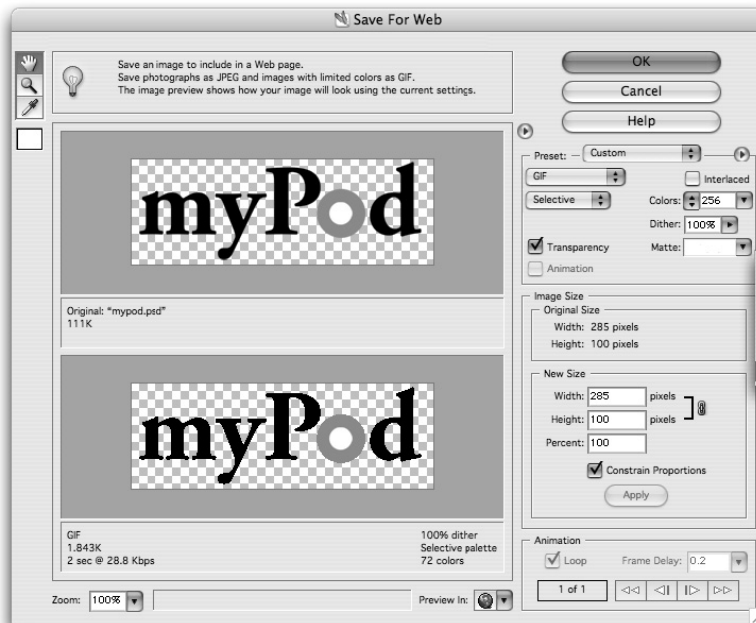 Save For Web
Save an image to include in a Web page.
Save photographs as JPEG and images with limited colors as GIF.
The image preview shows how your image will look using the current settings.
OK
Cancel
Help
Preset: Custom
GIF
Interlaced
Selective
Colors: 256
Dither: 100%
Transparency
Matte:
Animation
myPod
Original: “mypod.psd”
111K
Image Size
Original Size
Width: 285 pixels
Height: 100 pixels
New Size
Width: 285 pixels
Height: 100 pixels
Percent: 100
Constrain Proportions
Apply
myPod
GIF
1.843K
2 sec @ 28.8 Kbps
100% dither
Selective palette
72 colors
Animation
Loop
Frame Delay: 0.2
1 of 1
Zoom: 100%
Preview In: